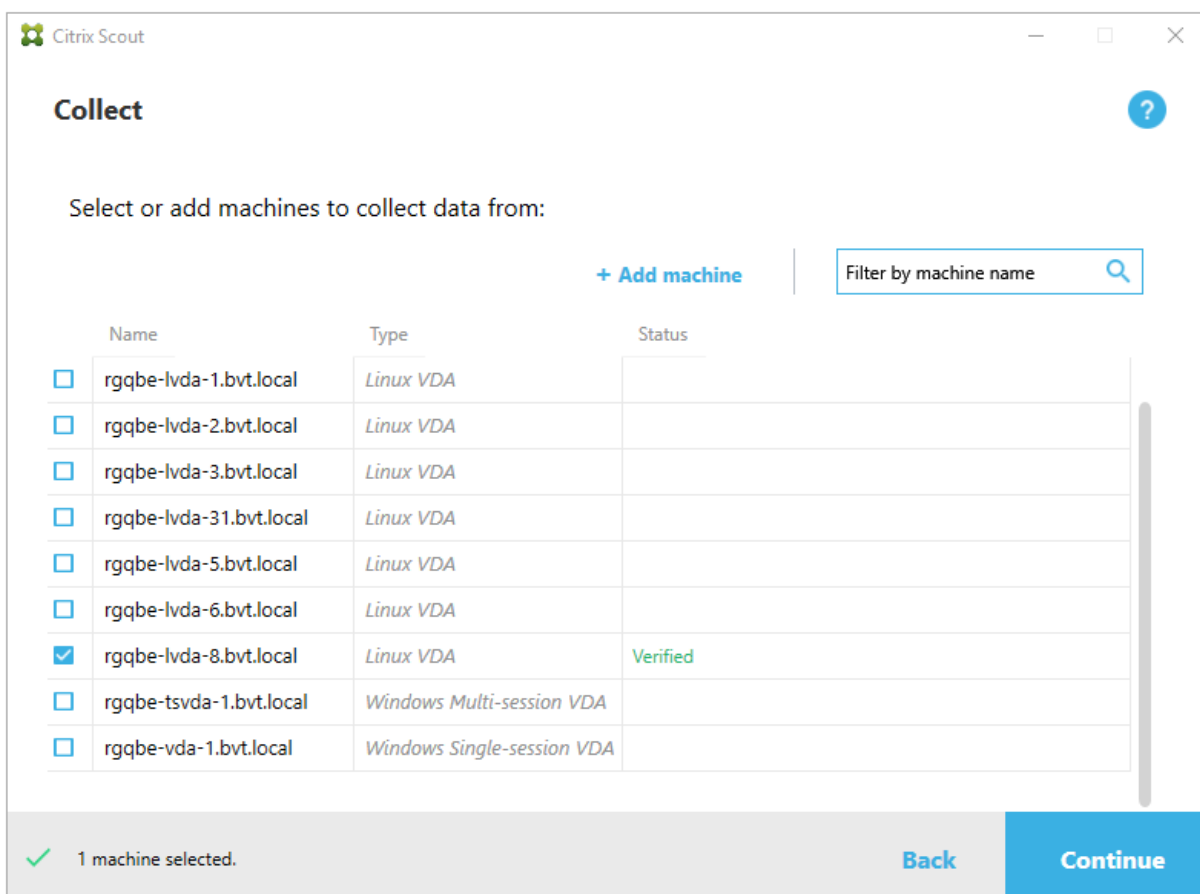 Citrix Scout
Collect
?
Select or add machines to collect data from:
+ Add machine
Filter by machine name
Name Type Status
rgqbe-lvda-1.bvt.local Linux VDA
rgqbe-lvda-2.bvt.local Linux VDA
rgqbe-lvda-3.bvt.local Linux VDA
rgqbe-lvda-31.bvt.local Linux VDA
rgqbe-lvda-5.bvt.local Linux VDA
rgqbe-lvda-6.bvt.local Linux VDA
rgqbe-lvda-8.bvt.local Linux VDA Verified
rgqbe-tsvda-1.bvt.local Windows Multi-session VDA
rgqbe-vda-1.bvt.local Windows Single-session VDA
1 machine selected.
Back
Continue